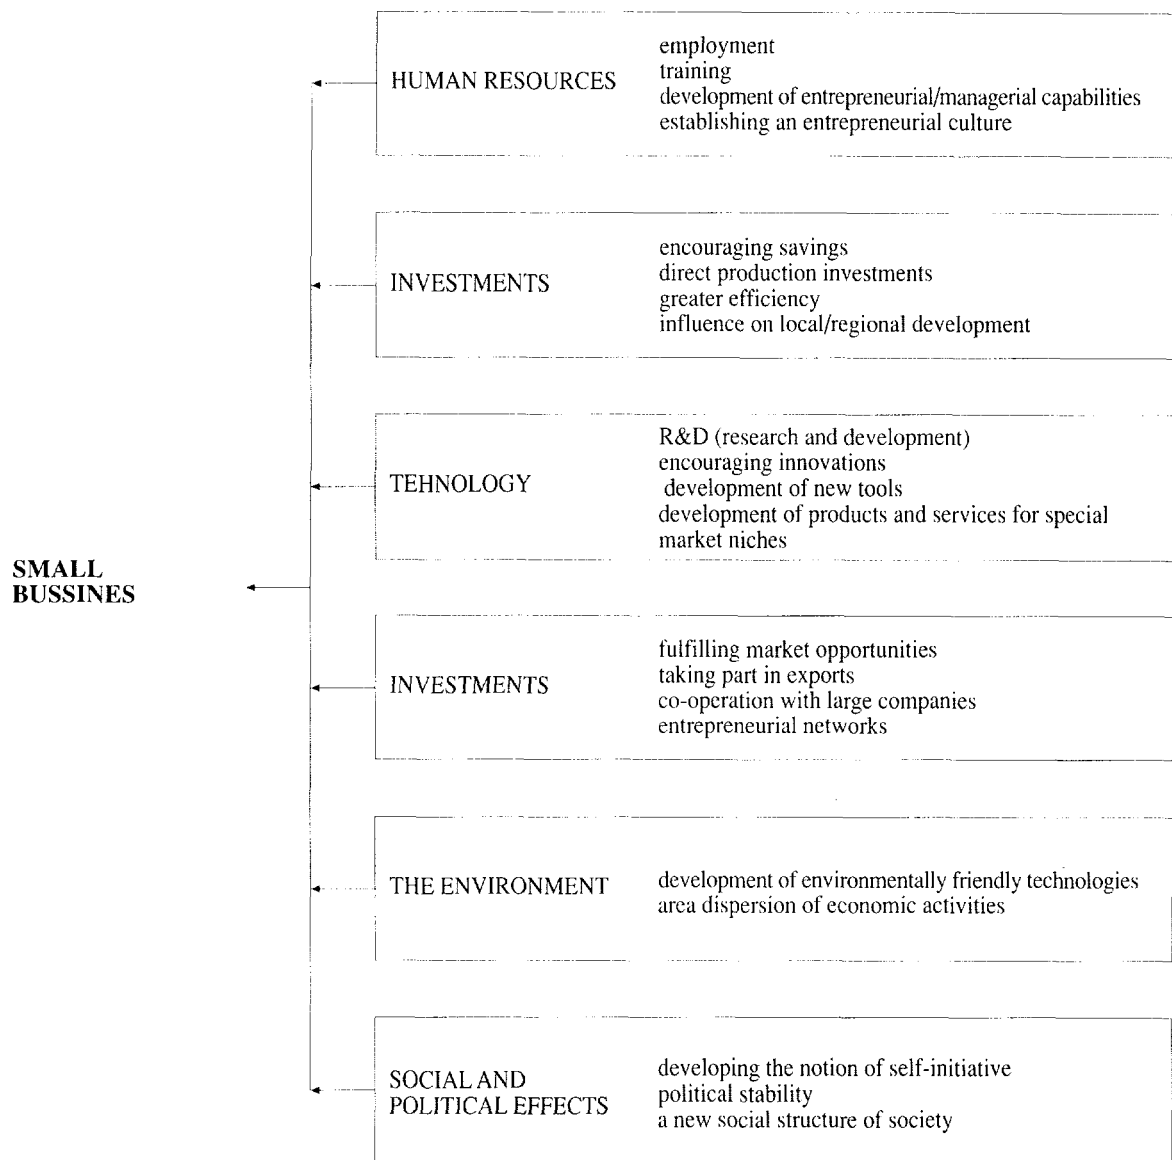 HUMAN RESOURCES
employment
training
development of entrepreneurial/managerial capabilities
establishing an entrepreneurial culture
INVESTMENTS
encouraging savings
direct production investments
greater efficiency
influence on local/regional development
TEHNOLOGY
R&D (research and development)
encouraging innovations
development of new tools
development of products and services for special
market niches
SMALL
BUSSINES
INVESTMENTS
fulfilling market opportunities
taking part in exports
co-operation with large companies
entrepreneurial networks
THE ENVIRONMENT
development of environmentally friendly technologies
area dispersion of economic activities
SOCIAL AND
POLITICAL EFFECTS
developing the notion of self-initiative
political stability
a new social structure of society